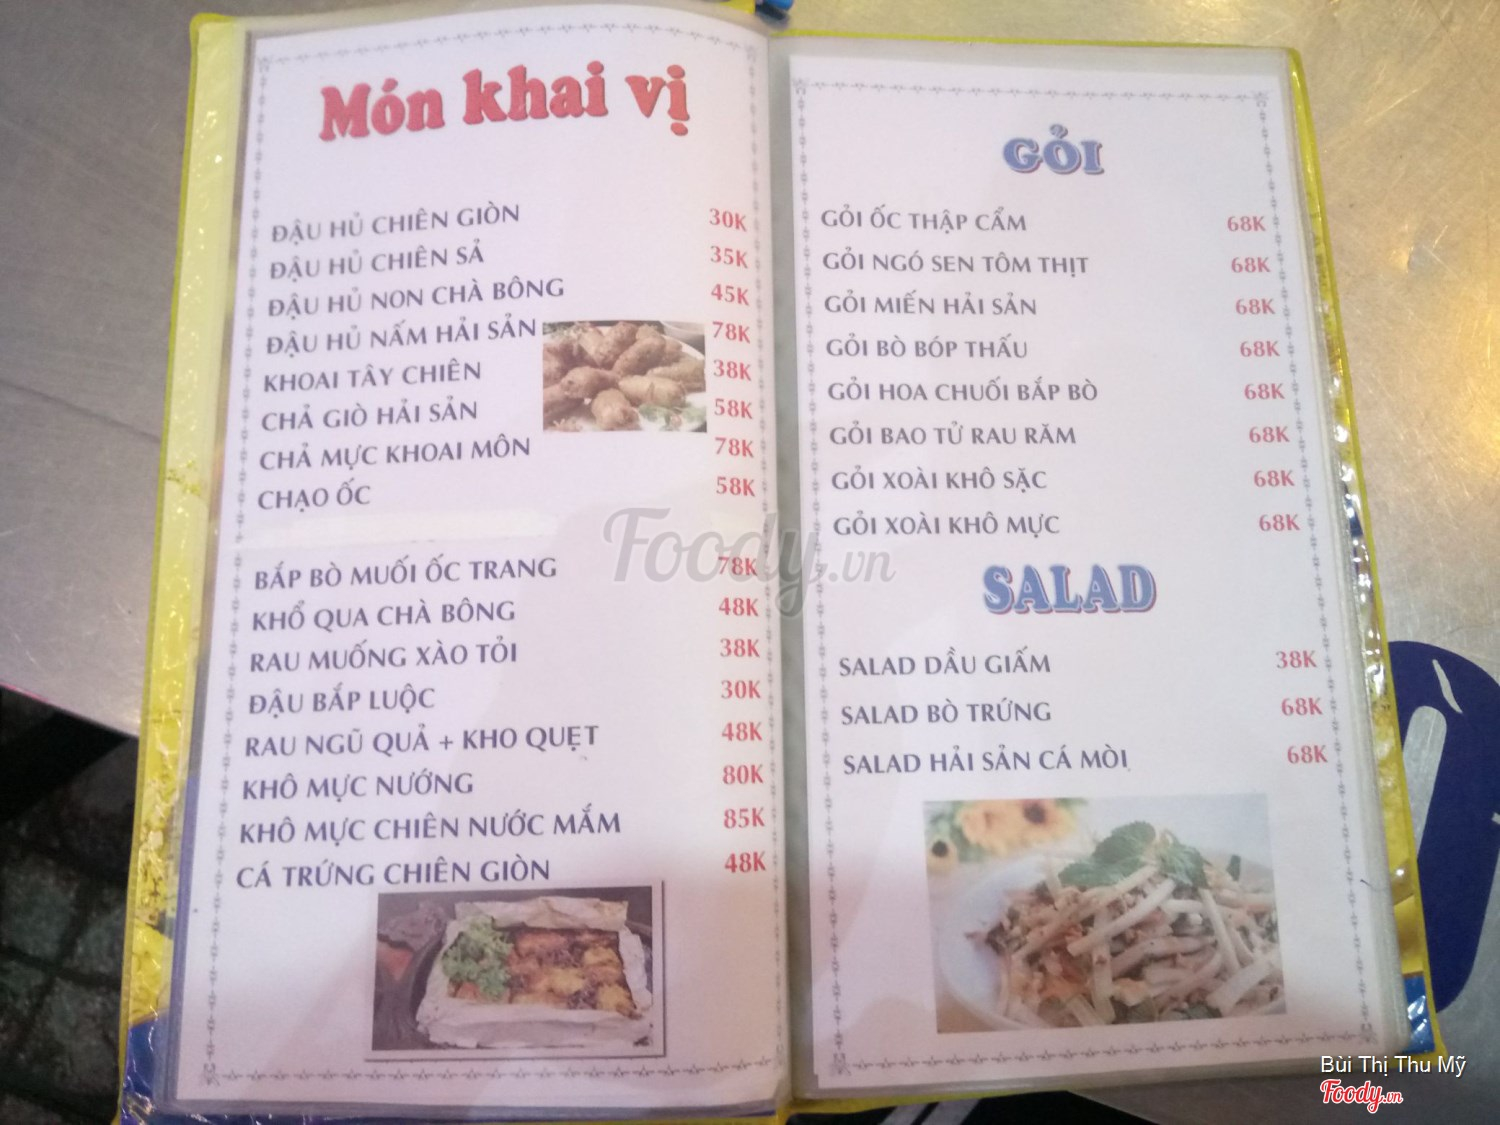 Món khai vị
ĐẬU HỦ CHIÊN GIÒN 30K
ĐẬU HỦ CHIÊN SẢ 35K
ĐẬU HỦ NON CHÀ BÔNG 45K
ĐẬU HỦ NẤM HẢI SẢN 78K
KHOAI TÂY CHIÊN 38K
CHẢ GIÒ HẢI SẢN 58K
CHẢ MỰC KHOAI MÔN 78K
CHẠO ỐC 58K
BẮP BÒ MUỐI ỐC TRANG 78K
KHỔ QUA CHÀ BÔNG 48K
RAU MUỐNG XÀO TỎI 38K
ĐẬU BẮP LUỘC 30K
RAU NGŨ QUẢ + KHO QUẸT 48K
KHÔ MỰC NƯỚNG 80K
KHÔ MỰC CHIÊN NƯỚC MẮM 85K
CÁ TRỨNG CHIÊN GIÒN 48K
GỎI
GỎI ỐC THẬP CẨM 68K
GỎI NGÓ SEN TÔM THỊT 68K
GỎI MIẾN HẢI SẢN 68K
GỎI BÒ BÓP THẤU 68K
GỎI HOA CHUỐI BẮP BÒ 68K
GỎI BAO TỬ RAU RĂM 68K
GỎI XOÀI KHÔ SẶC 68K
GỎI XOÀI KHÔ MỰC 68K
SALAD
SALAD DẦU GIẤM 38K
SALAD BÒ TRỨNG 68K
SALAD HẢI SẢN CÁ MÒI 68K
Foody.vn
Bùi Thị Thu Mỹ
Foody.vn